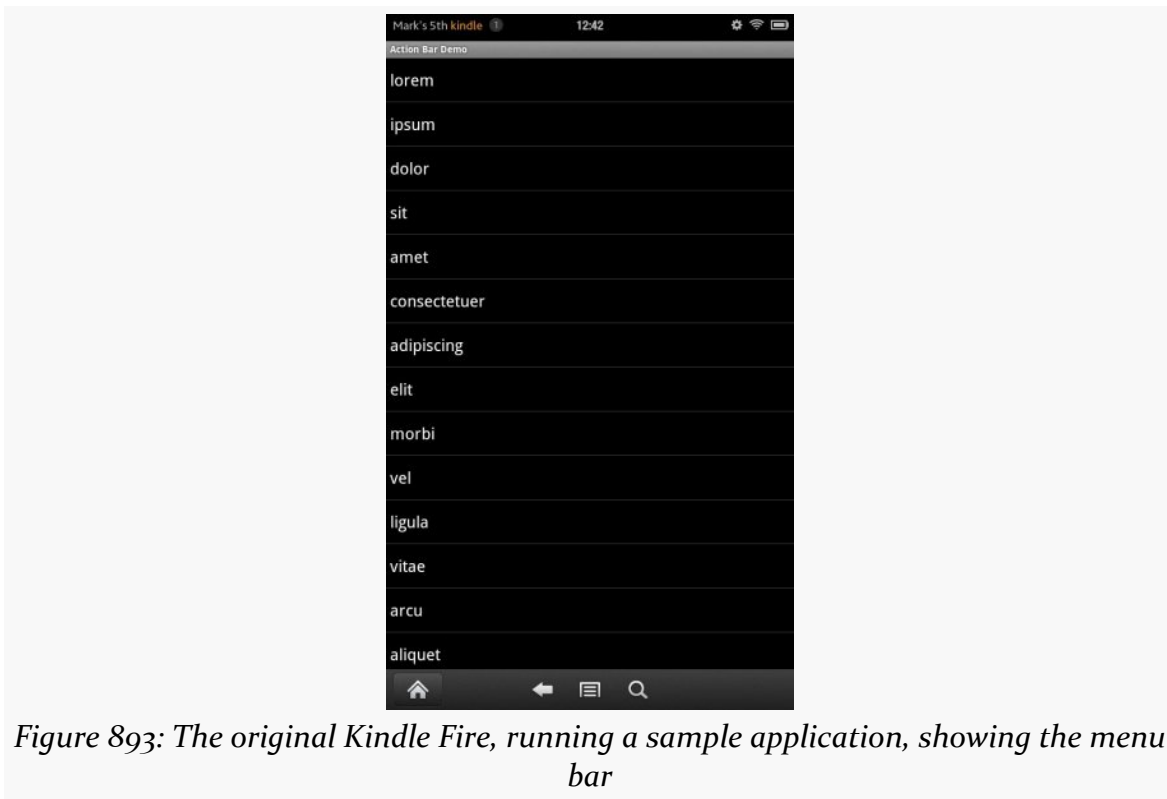 Mark's 5th kindle 1 12:42
Action Bar Demo
lorem
ipsum
dolor
sit
amet
consectetuer
adipiscing
elit
morbi
vel
ligula
vitae
arcu
aliquet
Figure 893: The original Kindle Fire, running a sample application, showing the menu
bar